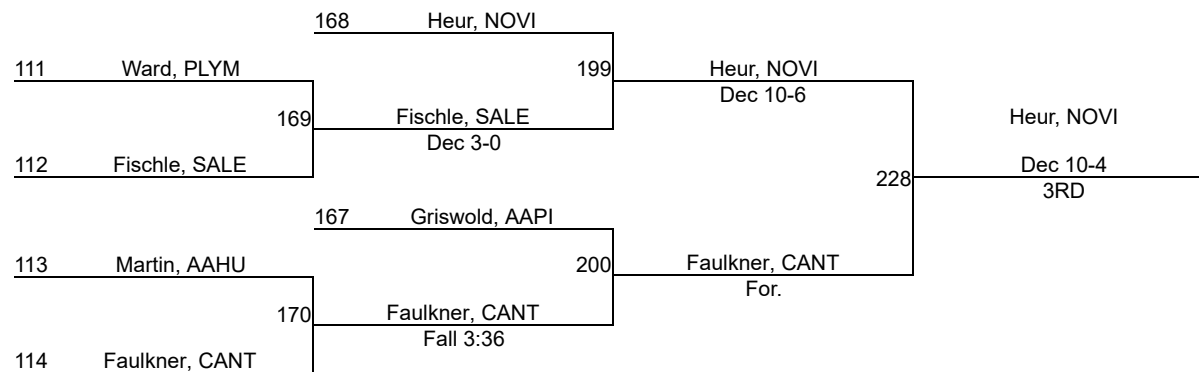 168 Heur, NOVI
111 Ward, PLYM
199 Heur, NOVI
Dec 10-6
169 Fischle, SALE
Heur, NOVI
Dec 3-0
112 Fischle, SALE
Dec 10-4
228
3RD
167 Griswold, AAPI
113 Martin, AAHU
200 Faulkner, CANT
For.
170 Faulkner, CANT
Fall 3:36
114 Faulkner, CANT